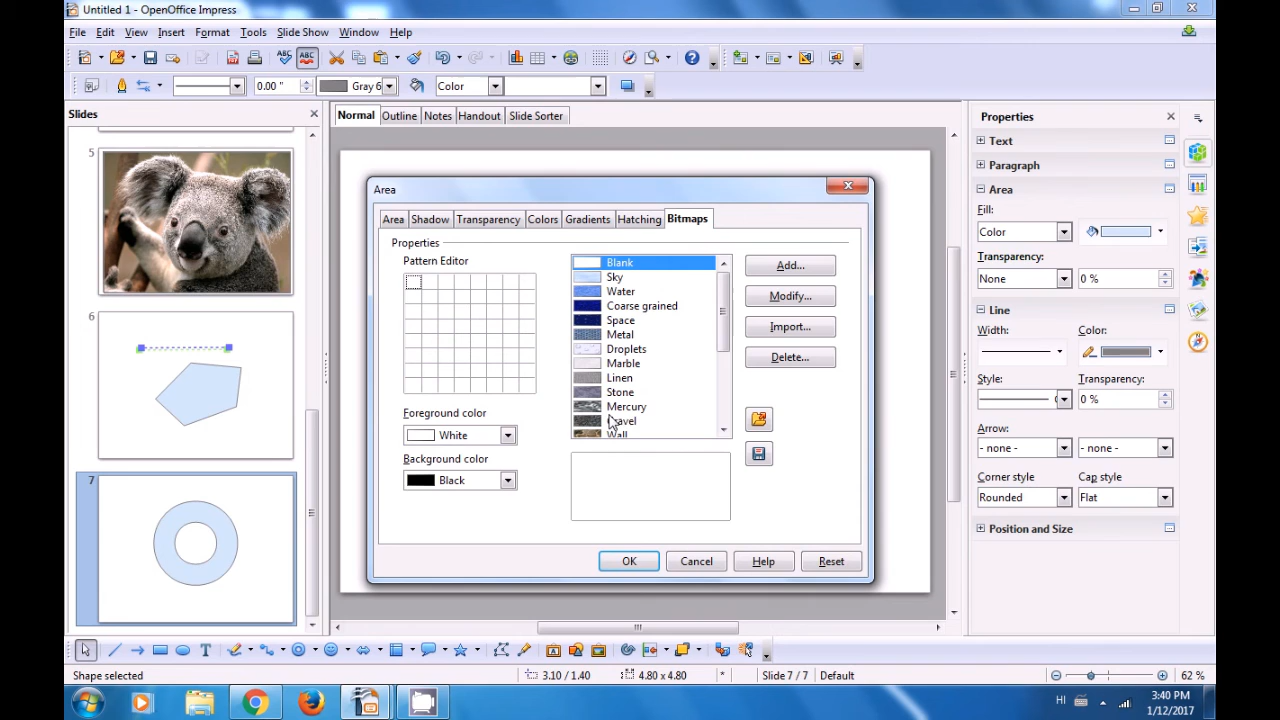 Untitled 1 - OpenOffice Impress
File Edit View Insert Format Tools Slide Show Window Help
0.00 " Gray 6 Color
Slides
Normal Outline Notes Handout Slide Sorter
5
6
7
Area
Area Shadow Transparency Colors Gradients Hatching Bitmaps
Properties
Pattern Editor
Foreground color
White
Background color
Black
Blank
Sky
Water
Coarse grained
Space
Metal
Droplets
Marble
Linen
Stone
Mercury
Wall
Add...
Modify...
Import...
Delete...
OK Cancel Help Reset
Properties
Text
Paragraph
Area
Fill:
Color
Transparency:
None 0 %
Line
Width: Color:
Style: Transparency:
0 %
Arrow:
- none - - none -
Corner style Cap style
Rounded Flat
Position and Size
Shape selected 3.10 / 1.40 4.80 x 4.80 * Slide 7 / 7 Default 62 %
HI 3:40 PM
1/12/2017